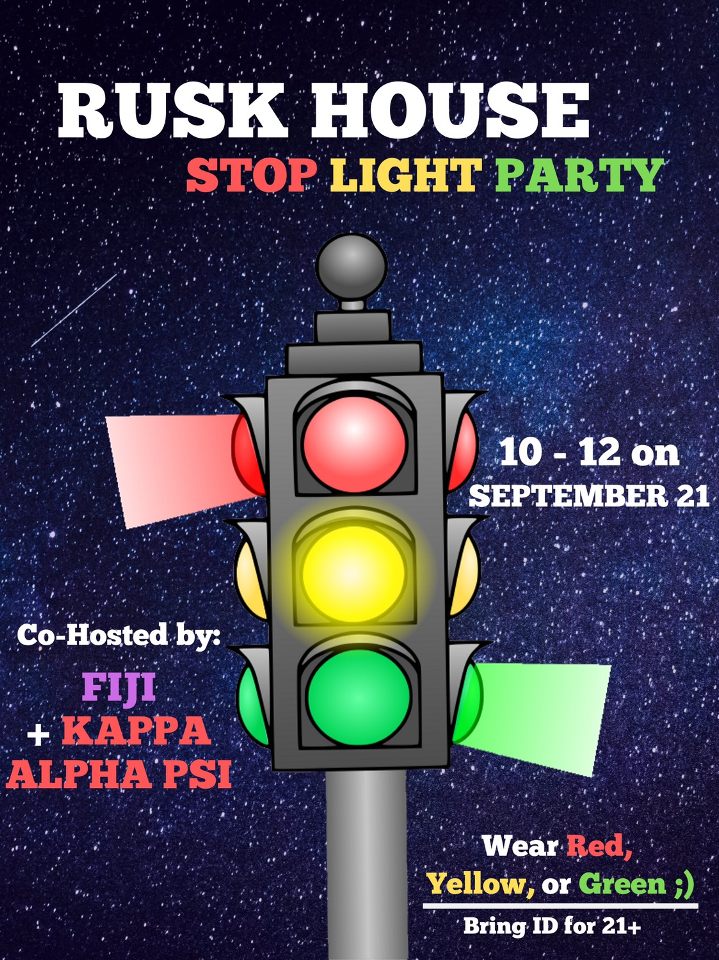 RUSK HOUSE
STOP LIGHT PARTY
10 - 12 on
SEPTEMBER 21
Co-Hosted by:
FIJI
+ KAPPA
ALPHA PSI
Wear Red,
Yellow, or Green ;)
Bring ID for 21+